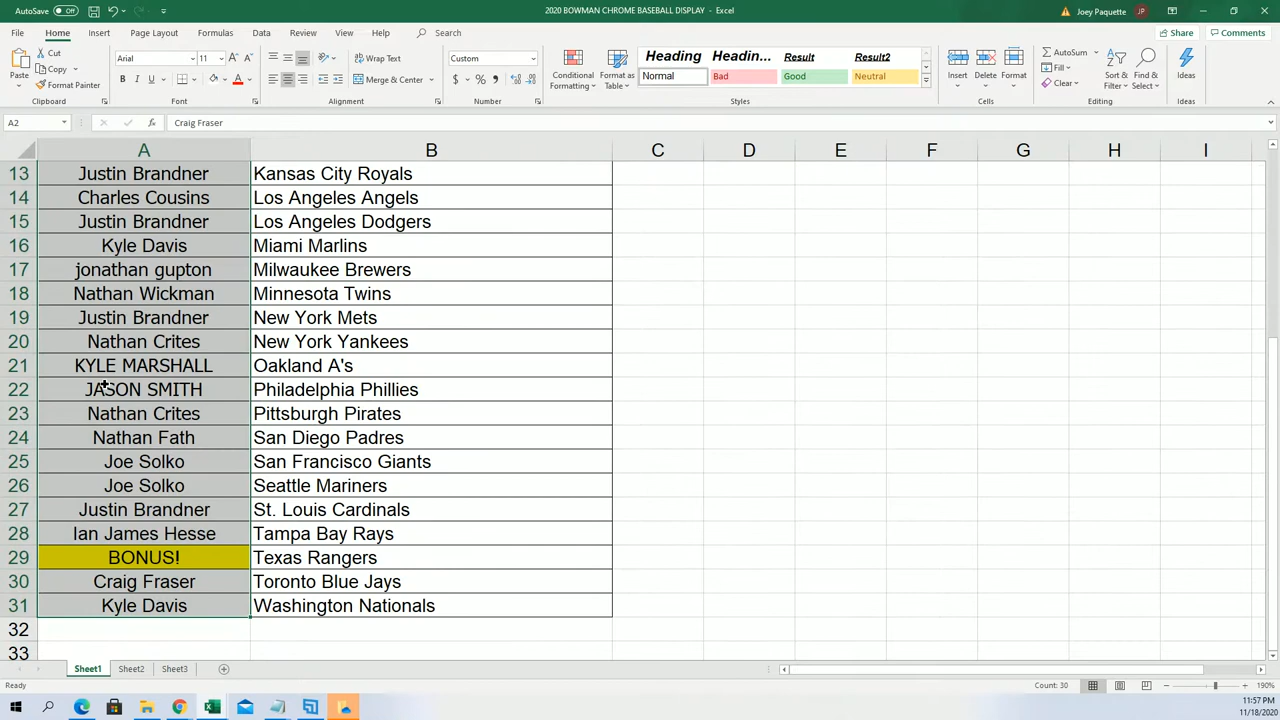 AutoSave Off 2020 BOWMAN CHROME BASEBALL DISPLAY - Excel Joey Paquette JP
File Home Insert Page Layout Formulas Data Review View Help Search Share Comments
Paste Cut Copy Format Painter Clipboard
Arial 11 B I U Font
Wrap Text Merge & Center Alignment
Custom $ % Number
Conditional Formatting Format as Table
Heading Headin... Result Result2
Normal Bad Good Neutral Styles
Insert Delete Format Cells
AutoSum Fill Clear Sort & Filter Find & Select Editing
Ideas Ideas
A2 fx Craig Fraser
A B C D E F G H I
13 Justin Brandner Kansas City Royals
14 Charles Cousins Los Angeles Angels
15 Justin Brandner Los Angeles Dodgers
16 Kyle Davis Miami Marlins
17 jonathan gupton Milwaukee Brewers
18 Nathan Wickman Minnesota Twins
19 Justin Brandner New York Mets
20 Nathan Crites New York Yankees
21 KYLE MARSHALL Oakland A's
22 JASON SMITH Philadelphia Phillies
23 Nathan Crites Pittsburgh Pirates
24 Nathan Fath San Diego Padres
25 Joe Solko San Francisco Giants
26 Joe Solko Seattle Mariners
27 Justin Brandner St. Louis Cardinals
28 Ian James Hesse Tampa Bay Rays
29 BONUS! Texas Rangers
30 Craig Fraser Toronto Blue Jays
31 Kyle Davis Washington Nationals
32
33
Sheet1 Sheet2 Sheet3
Ready Count: 30 190%
11:57 PM
11/18/2020